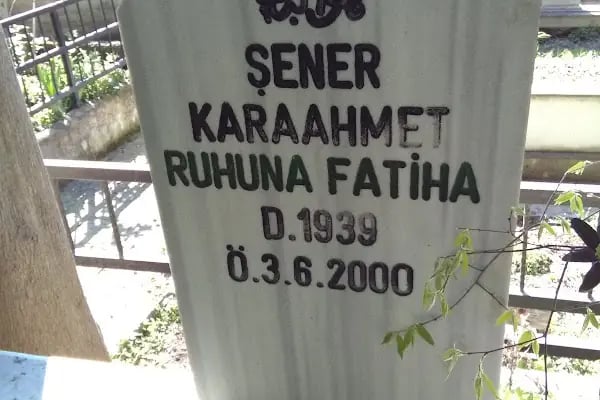 ŞENER
KARAAHMET
RUHUNA FATİHA
D.1939
Ö.3.6.2000